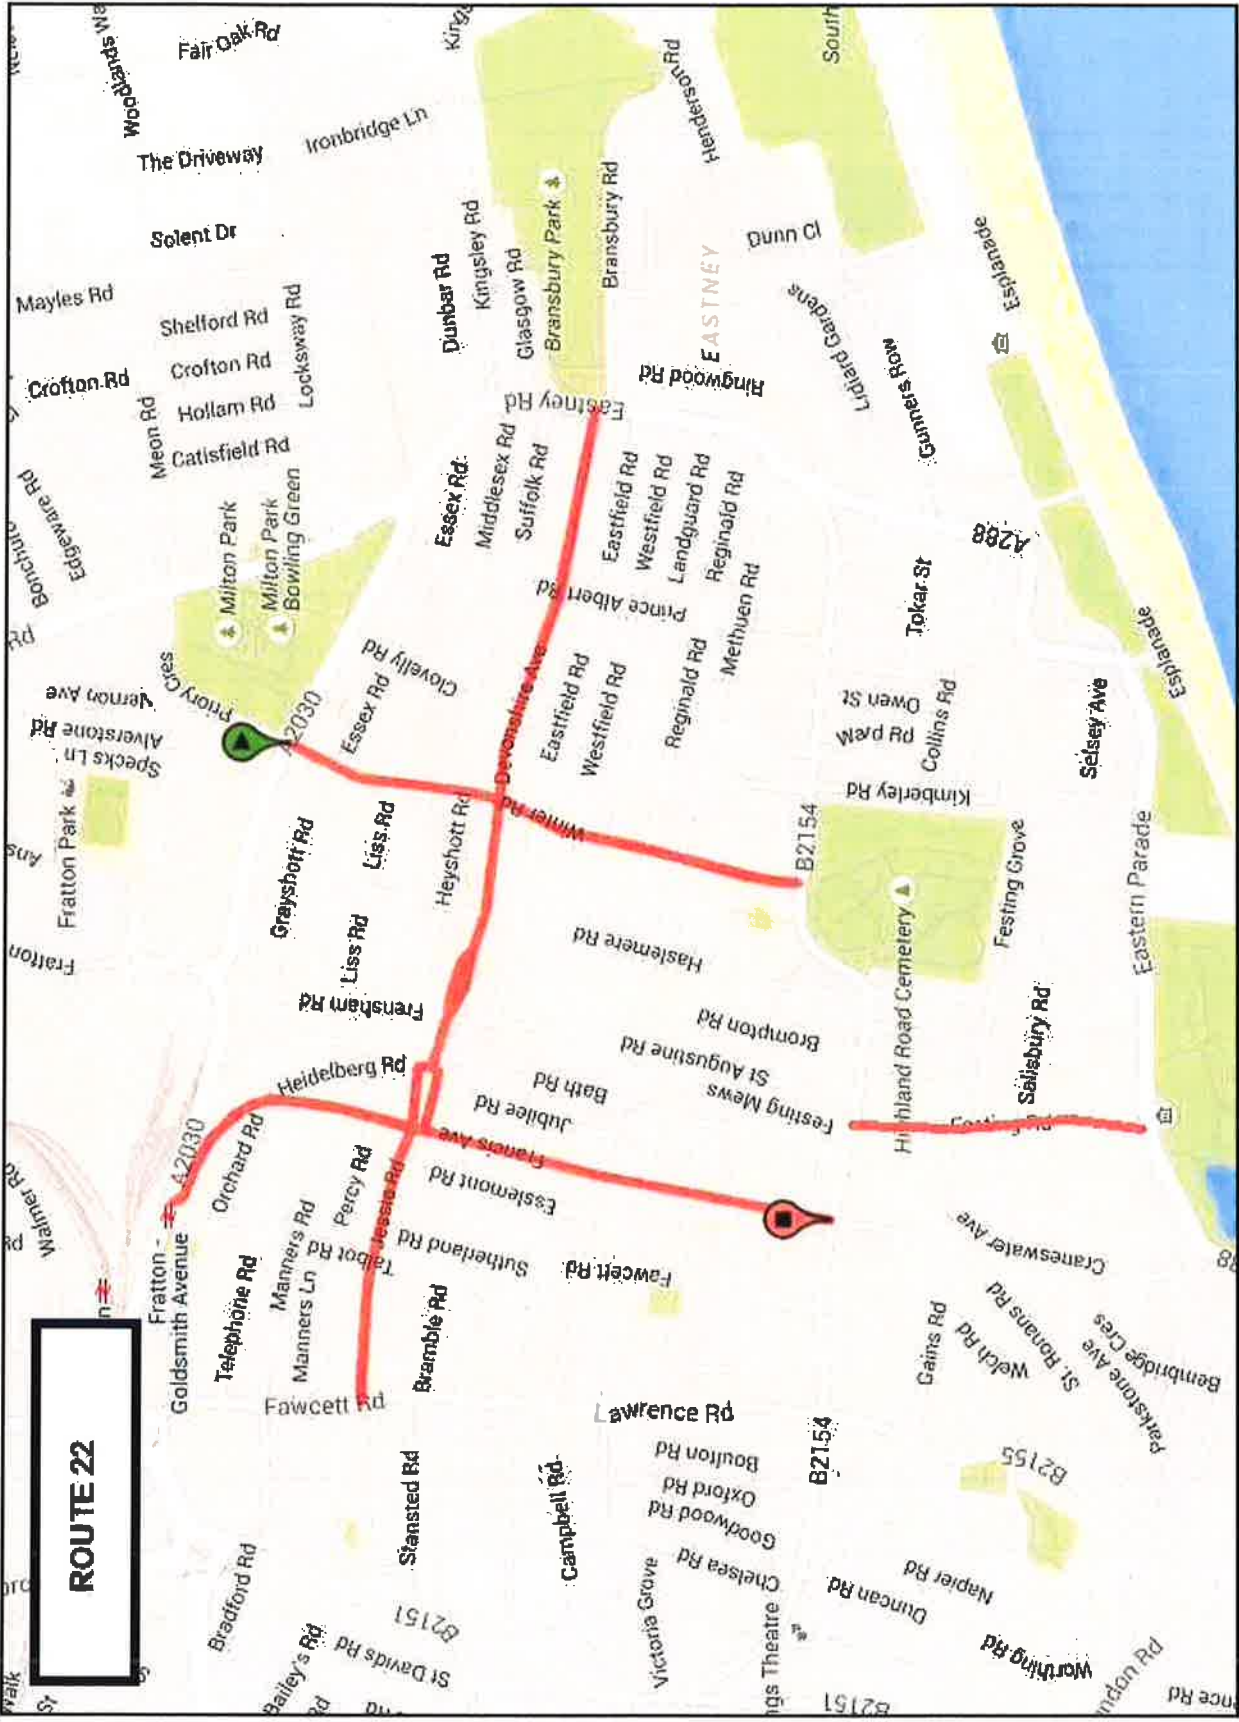 ROUTE 22
Fair Oak Rd
Ironbridge Ln
The Driveway
Solent Dr
Mayles Rd
Shelford Rd
Crofton Rd
Crofton Rd
Hollam Rd
Catisfield Rd
Meon Rd
Locksway Rd
Edgeware Rd
Milton Park
Milton Park
Bowling Green
Priory Cres
Vernon Ave
Alverstone Rd
Specks Ln
Fratton Park
Fratton
A2030
Essex Rd
Clovelly Rd
Dunbar Rd
Kingsley Rd
Glasgow Rd
Bransbury Park
Bransbury Rd
Henderson Rd
South
EASTNEY
Dunn Cl
Lidiard Gardens
Gunners Row
Esplanade
Ringwood Rd
Eastney Rd
Essex Rd
Middlesex Rd
Suffolk Rd
Eastfield Rd
Westfield Rd
Landguard Rd
Reginald Rd
Methuen Rd
Prince Albert Rd
Devonshire Ave
Eastfield Rd
Westfield Rd
Reginald Rd
A288
Tokar St
Owen St
Ward Rd
Collins Rd
Kimberley Rd
Selsey Ave
Esplanade
Eastern Parade
Festing Grove
Highland Road Cemetery
B2154
Winter Rd
Heyshott Rd
Liss Rd
Grayshott Rd
Liss Rd
Frensham Rd
Haslemere Rd
Brompton Rd
St Augustine Rd
Festing Mews
Bath Rd
Jubilee Rd
Salisbury Rd
Festing Rd
Heidelberg Rd
A2030
Orchard Rd
Percy Rd
Jessie Rd
Francis Ave
Esslemont Rd
Sutherland Rd
Talbot Rd
Manners Rd
Manners Ln
Telephone Rd
Goldsmith Avenue
Fratton
Walmer Rd
Fawcett Rd
Bramble Rd
Fawcett Rd
Lawrence Rd
Craneswater Ave
Gains Rd
Welch Rd
St. Romans Rd
Parkstone Ave
Bembridge Cres
B2154
B2155
Boulton Rd
Oxford Rd
Goodwood Rd
Chelsea Rd
Victoria Grove
Campbell Rd
Stansted Rd
Bradford Rd
B2151
St Davids Rd
Bailey's Rd
Duncan Rd
Napier Rd
Worthing Rd
B2151